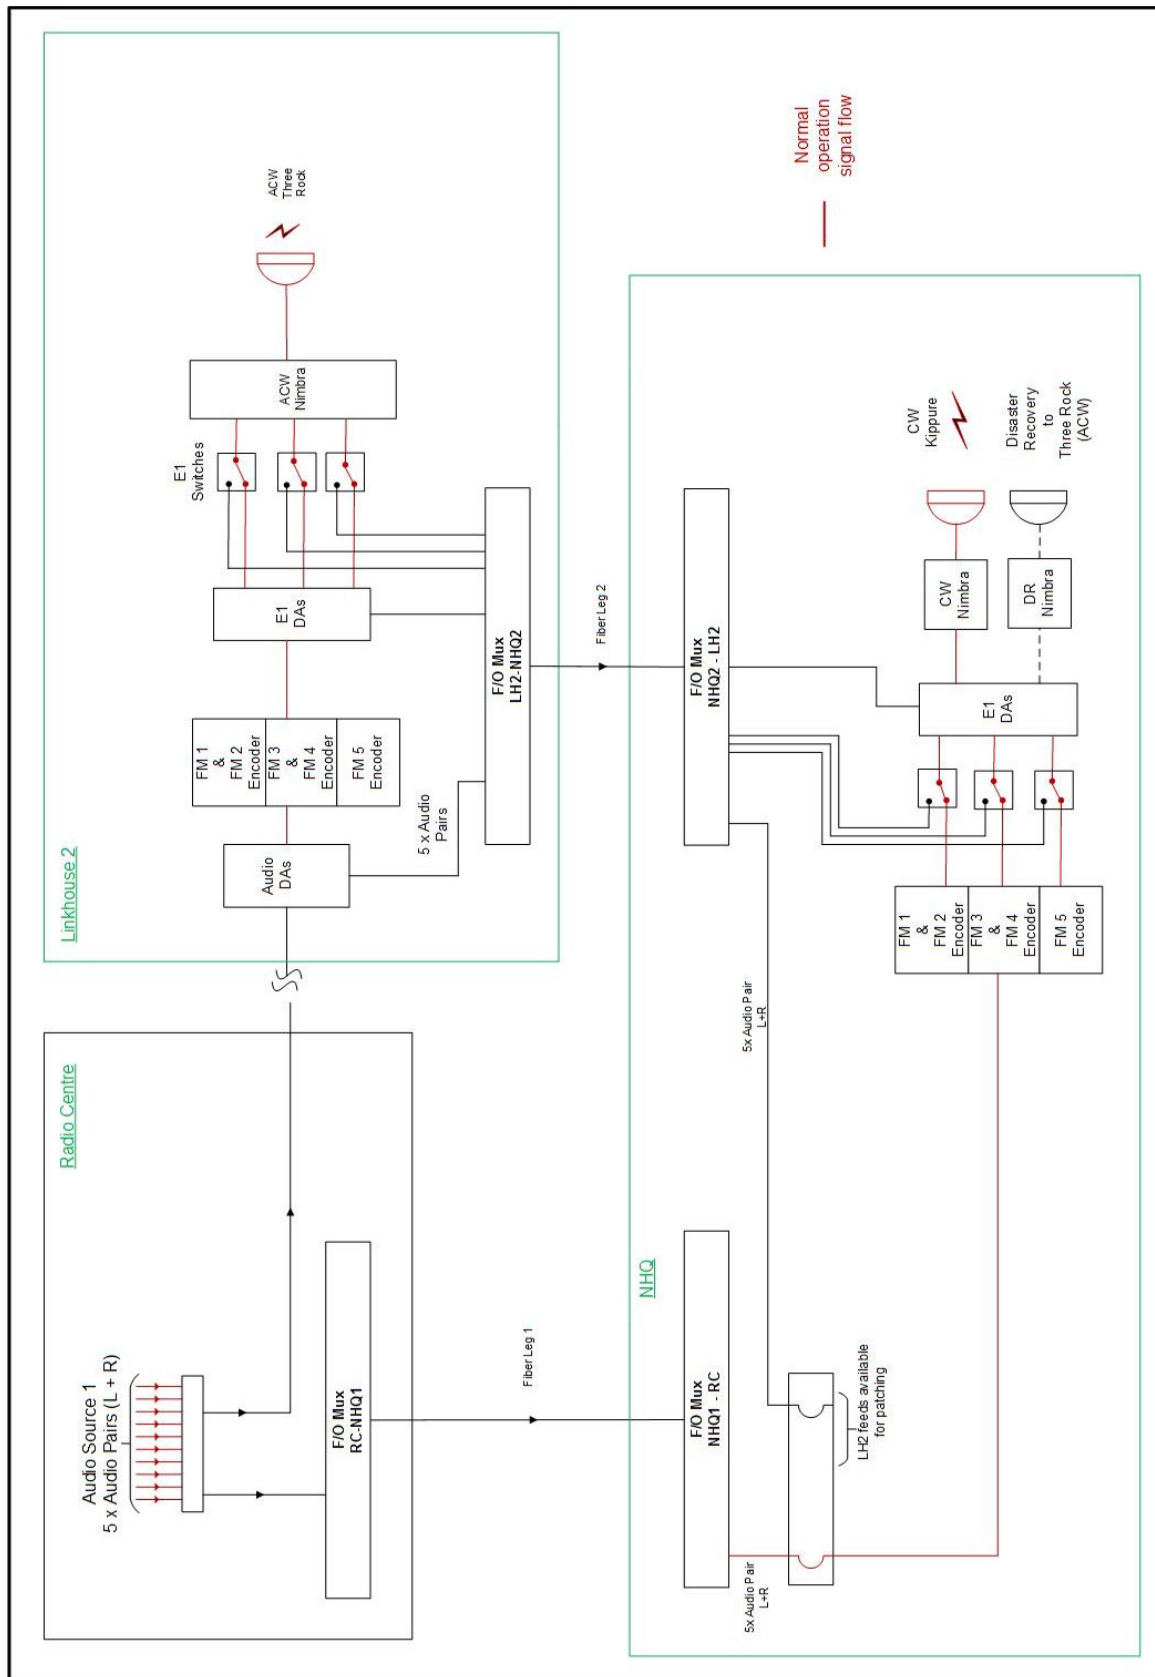 Radio Centre
Audio Source 1
5 x Audio Pairs (L + R)
F/O Mux
RC-NHQ1
Fiber Leg 1
Linkhouse 2
Audio
DAs
5 x Audio
Pairs
FM 1
&
FM 2
Encoder
FM 3
&
FM 4
Encoder
FM 5
Encoder
E1
DAs
E1
Switches
ACW
Nimbra
ACW
Three
Rock
F/O Mux
LH2-NHQ2
Fiber Leg 2
Normal
operation
signal flow
NHQ
F/O Mux
NHQ1 - RC
5x Audio Pair
L+R
LH2 feeds available
for patching
5x Audio Pair
L+R
F/O Mux
NHQ2 - LH2
FM 1
&
FM 2
Encoder
FM 3
&
FM 4
Encoder
FM 5
Encoder
E1
DAs
CW
Nimbra
DR
Nimbra
CW
Kippure
Disaster
Recovery
to
Three Rock
(ACW)